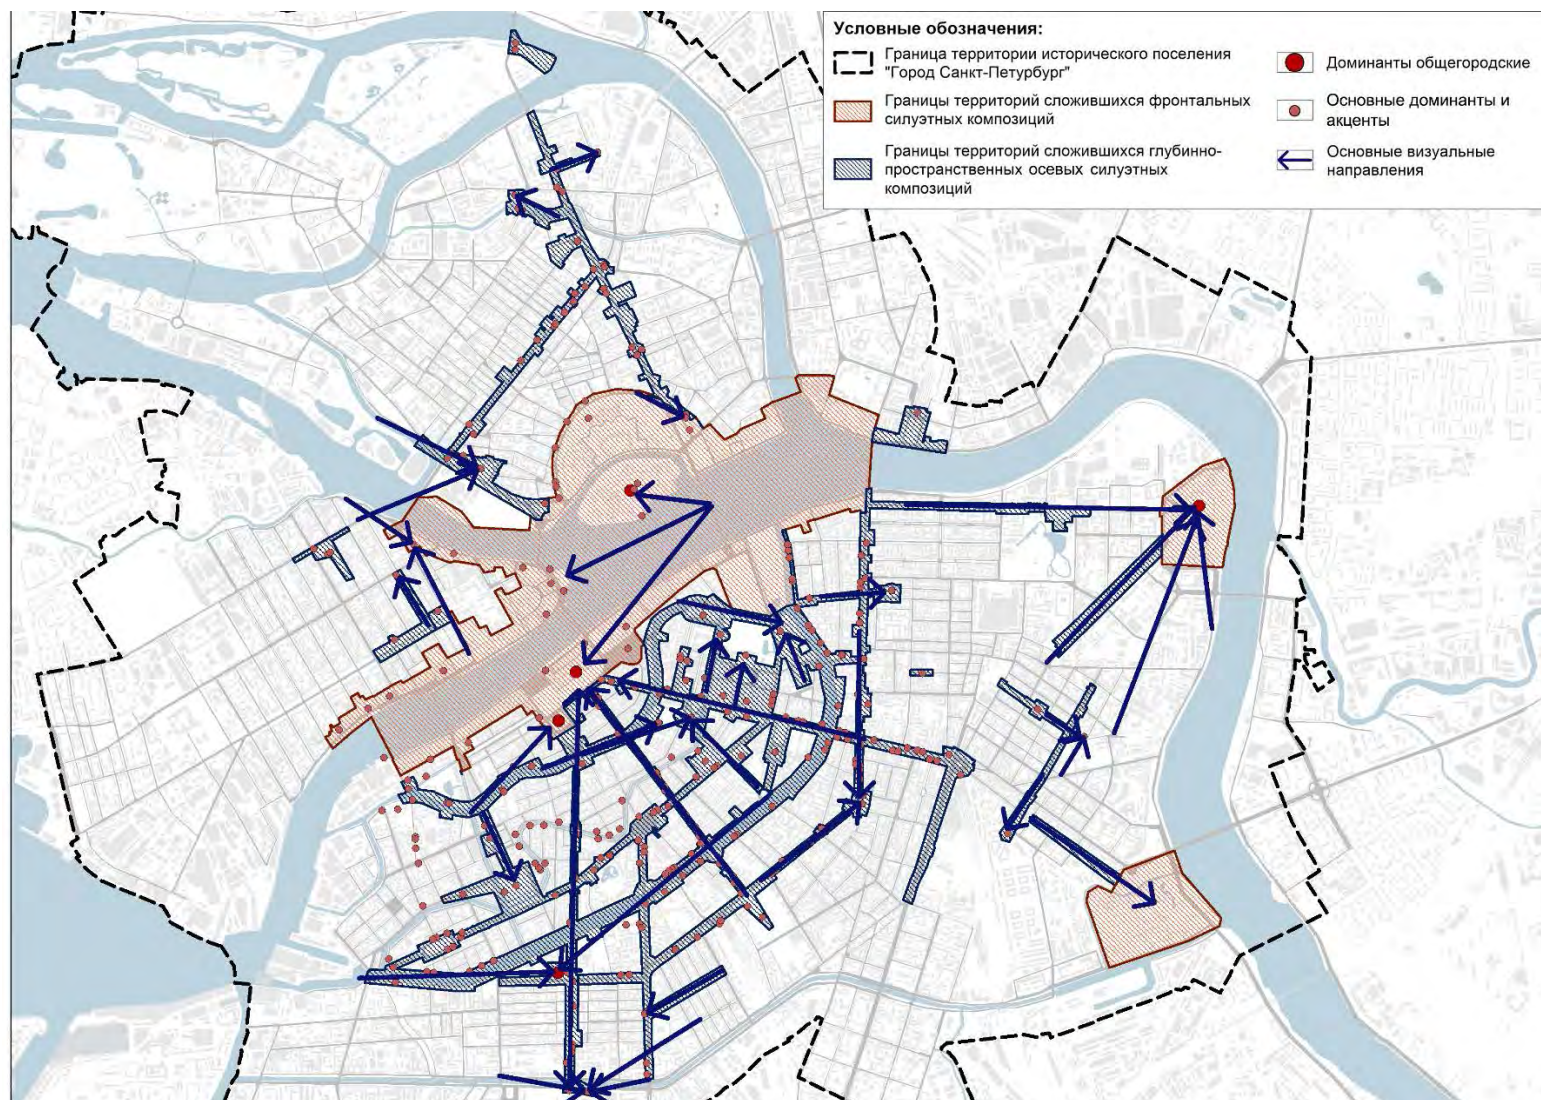 Условные обозначения:
Граница территории исторического поселения
"Город Санкт-Петурбург"
Границы территорий сложившихся фронтальных
силуэтных композиций
Границы территорий сложившихся глубинно-
пространственных осевых силуэтных
композиций
Доминанты общегородские
Основные доминанты и
акценты
Основные визуальные
направления